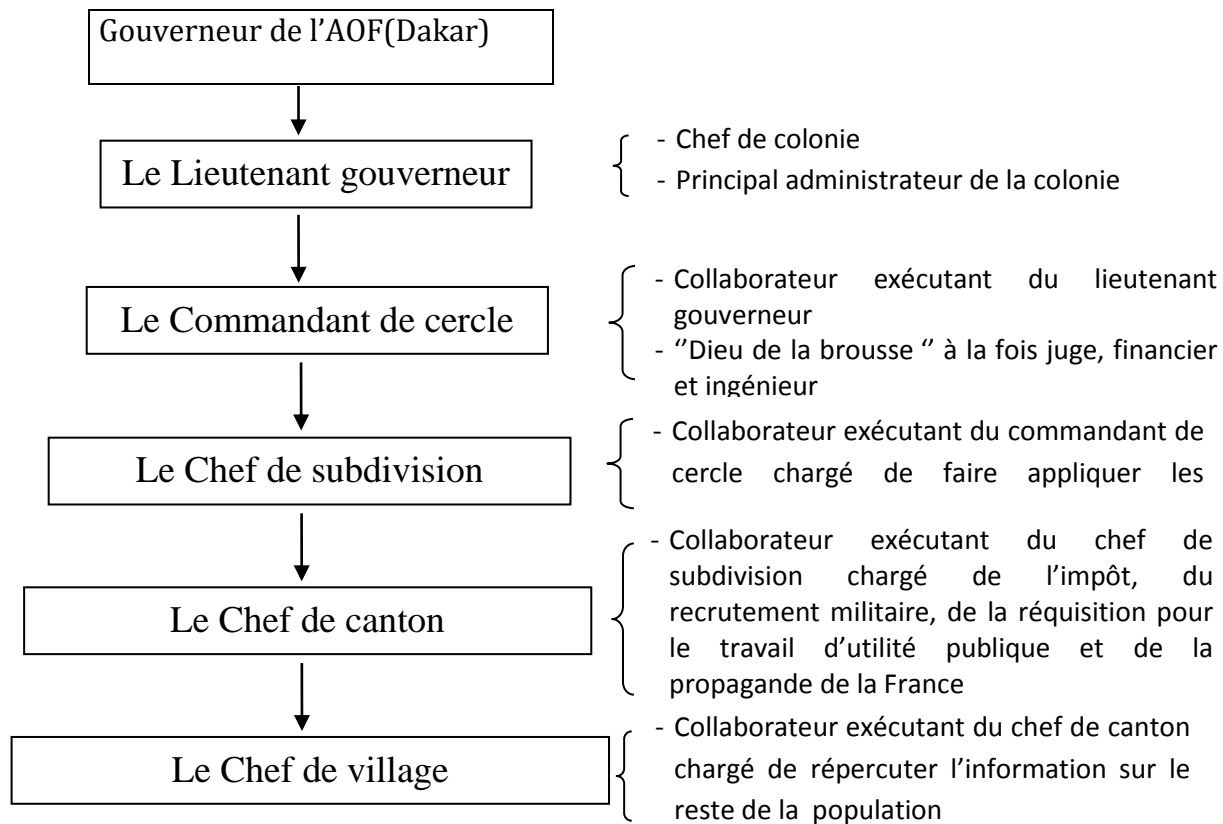 Gouverneur de l’AOF(Dakar)
Le Lieutenant gouverneur
- Chef de colonie
- Principal administrateur de la colonie
Le Commandant de cercle
- Collaborateur exécutant du lieutenant
gouverneur
- ‘’Dieu de la brousse ‘’ à la fois juge, financier
et ingénieur
Le Chef de subdivision
- Collaborateur exécutant du commandant de
cercle chargé de faire appliquer les
Le Chef de canton
- Collaborateur exécutant du chef de
subdivision chargé de l’impôt, du
recrutement militaire, de la réquisition pour
le travail d’utilité publique et de la
propagande de la France
Le Chef de village
- Collaborateur exécutant du chef de canton
chargé de répercuter l’information sur le
reste de la population